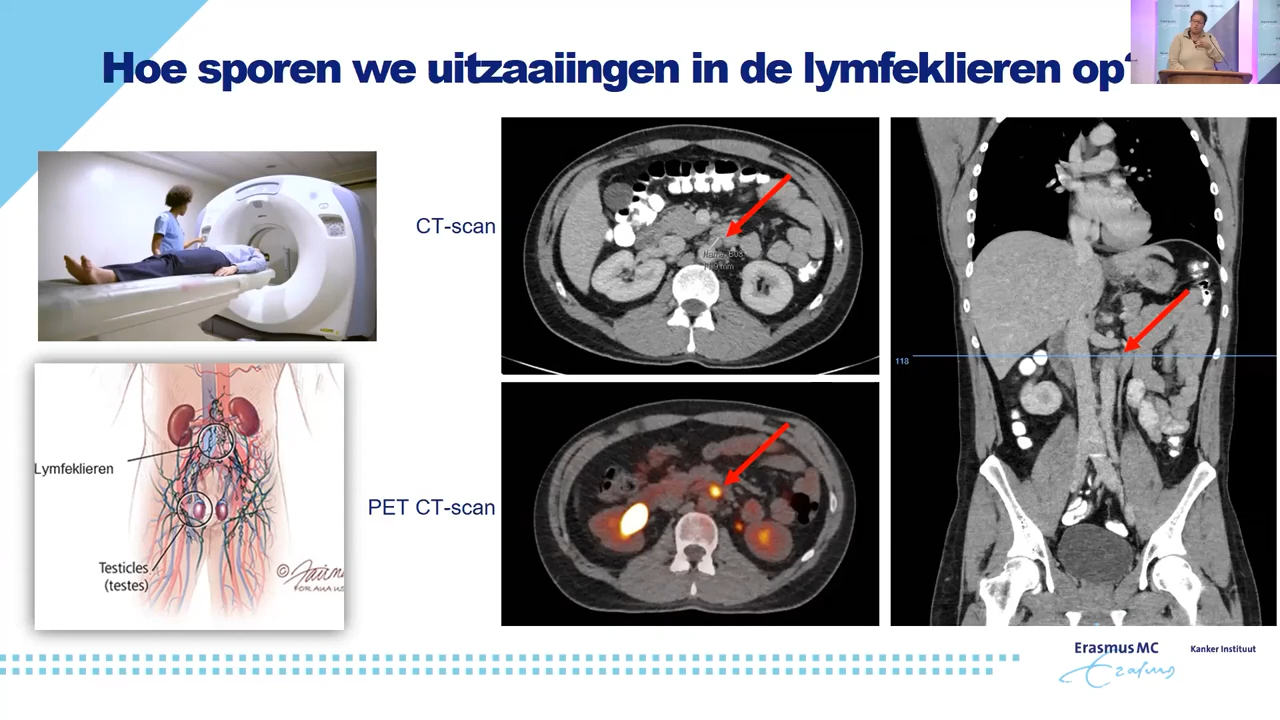 Hoe sporen we uitzaaiingen in de lymfeklieren op
CT-scan
118
Lymfeklieren
PET CT-scan
Testicles
(testes)
Erasmus MC
Erasmus
Kanker Instituut